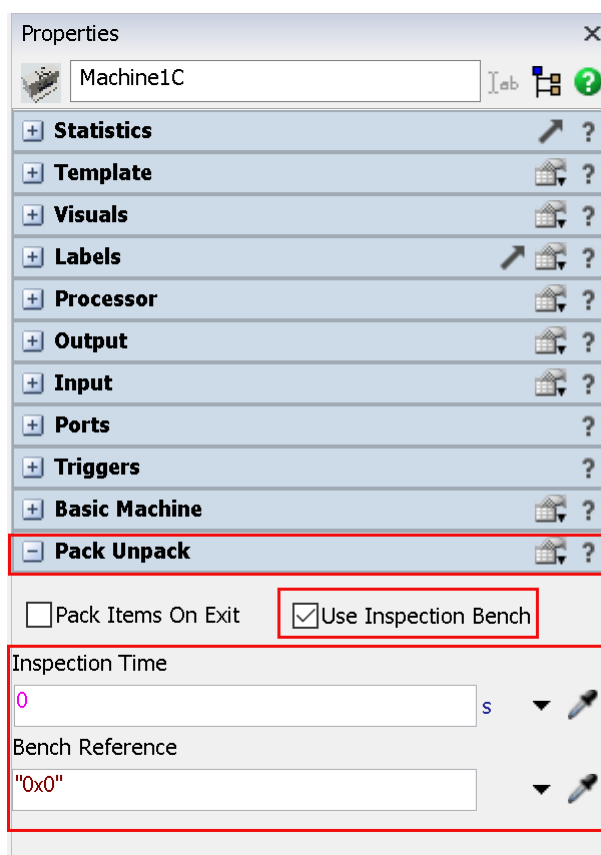 Properties
Machine1C
Statistics
Template
Visuals
Labels
Processor
Output
Input
Ports
Triggers
Basic Machine
Pack Unpack
Pack Items On Exit Use Inspection Bench
Inspection Time
0 s
Bench Reference
"0x0"